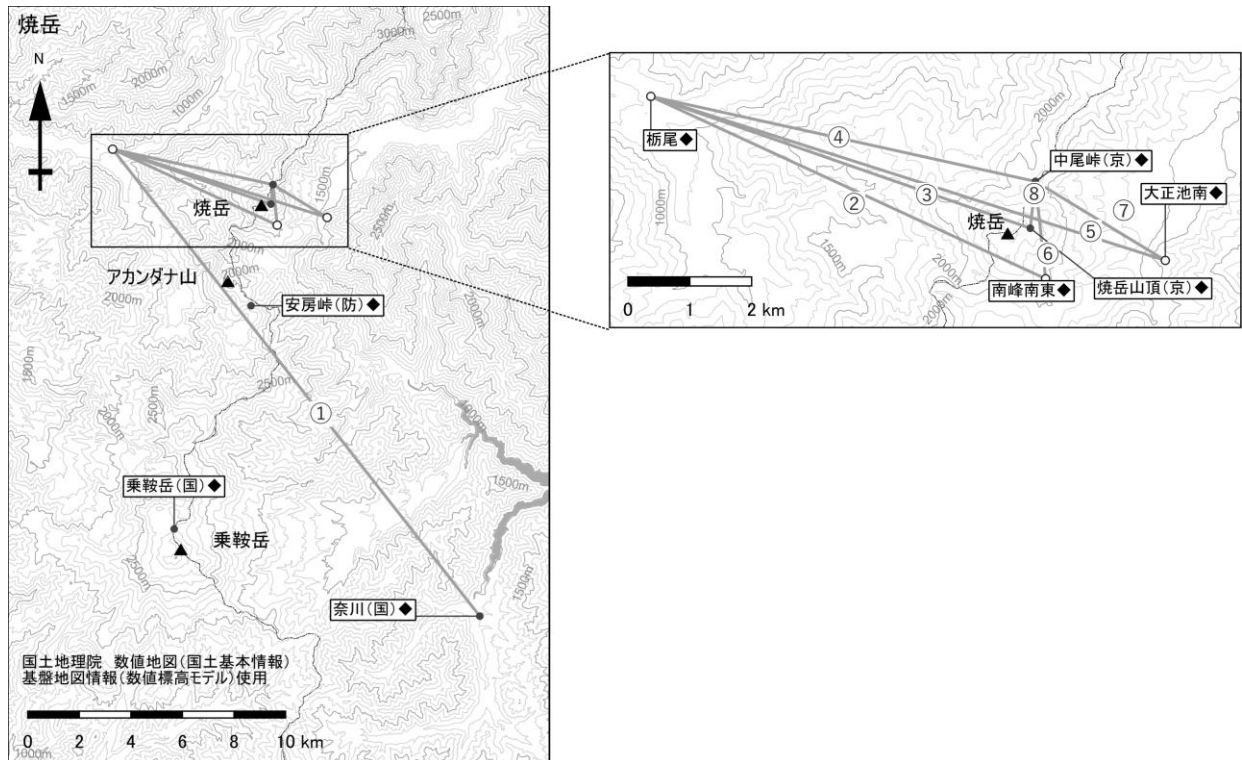 焼岳
N
2500m
3000m
2000m
1500m
1000m
1500m
2500m
焼岳
2000m
アカンダナ山
2000m
2000m
安房峠(防)◆
2000m
1500m
2500m
2500m
2000m
①
1000m
1500m
乗鞍岳(国)◆
乗鞍岳
2500m
1500m
奈川(国)◆
国土地理院 数値地図(国土基本情報)
基盤地図情報(数値標高モデル)使用
0 2 4 6 8 10 km
1000m
栃尾◆
④
2000m
中尾峠(京)◆
大正池南◆
1000m
②
③
⑧
⑦
焼岳
⑤
1500m
⑥
2000m
南峰南東◆
焼岳山頂(京)◆
2000m
0 1 2 km